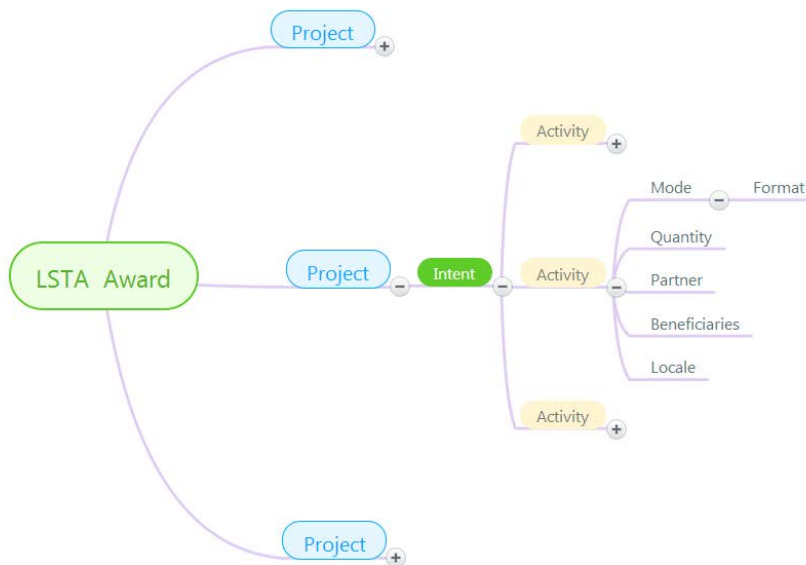 Project
Activity
Mode
Format
Quantity
LSTA Award
Project
Intent
Activity
Partner
Beneficiaries
Locale
Activity
Project